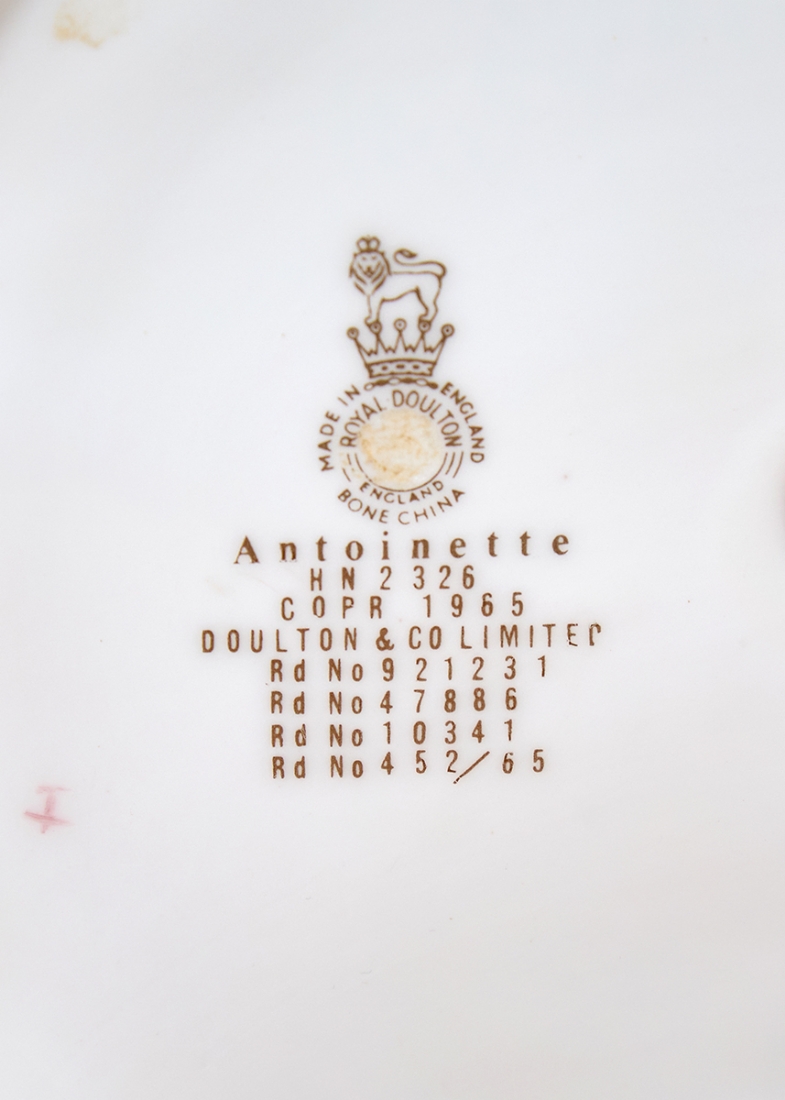 MADE IN ENGLAND
ROYAL DOULTON
ENGLAND
BONE CHINA
Antoinette
HN 2326
COPR 1965
DOULTON & CO LIMITED
Rd No 921231
Rd No 47886
Rd No 10341
Rd No 452/65
I